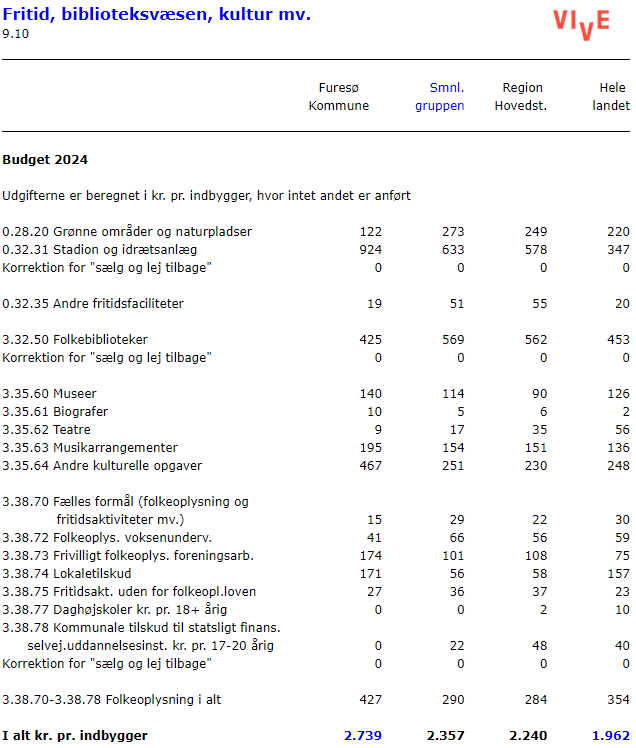 Fritid, biblioteksvæsen, kultur mv.
VIVE
9.10
Furesø Smnl. Region Hele
Kommune gruppen Hovedst. landet
Budget 2024
Udgifterne er beregnet i kr. pr. indbygger, hvor intet andet er anført
0.28.20 Grønne områder og naturpladser 122 273 249 220
0.32.31 Stadion og idrætsanlæg 924 633 578 347
Korrektion for "sælg og lej tilbage" 0 0 0 0
0.32.35 Andre fritidsfaciliteter 19 51 55 20
3.32.50 Folkebiblioteker 425 569 562 453
Korrektion for "sælg og lej tilbage" 0 0 0 0
3.35.60 Museer 140 114 90 126
3.35.61 Biografer 10 5 6 2
3.35.62 Teatre 9 17 35 56
3.35.63 Musikarrangementer 195 154 151 136
3.35.64 Andre kulturelle opgaver 467 251 230 248
3.38.70 Fælles formål (folkeoplysning og
fritidsaktiviteter mv.) 15 29 22 30
3.38.72 Folkeoplys. voksenunderv. 41 66 56 59
3.38.73 Frivilligt folkeoplys. foreningsarb. 174 101 108 75
3.38.74 Lokaletilskud 171 56 58 157
3.38.75 Fritidsakt. uden for folkeopl.loven 27 36 37 23
3.38.77 Daghøjskoler kr. pr. 18+ årig 0 0 2 10
3.38.78 Kommunale tilskud til statsligt finans.
selvej.uddannelsesinst. kr. pr. 17-20 årig 0 22 48 40
Korrektion for "sælg og lej tilbage" 0 0 0 0
3.38.70-3.38.78 Folkeoplysning i alt 427 290 284 354
I alt kr. pr. indbygger 2.739 2.357 2.240 1.962